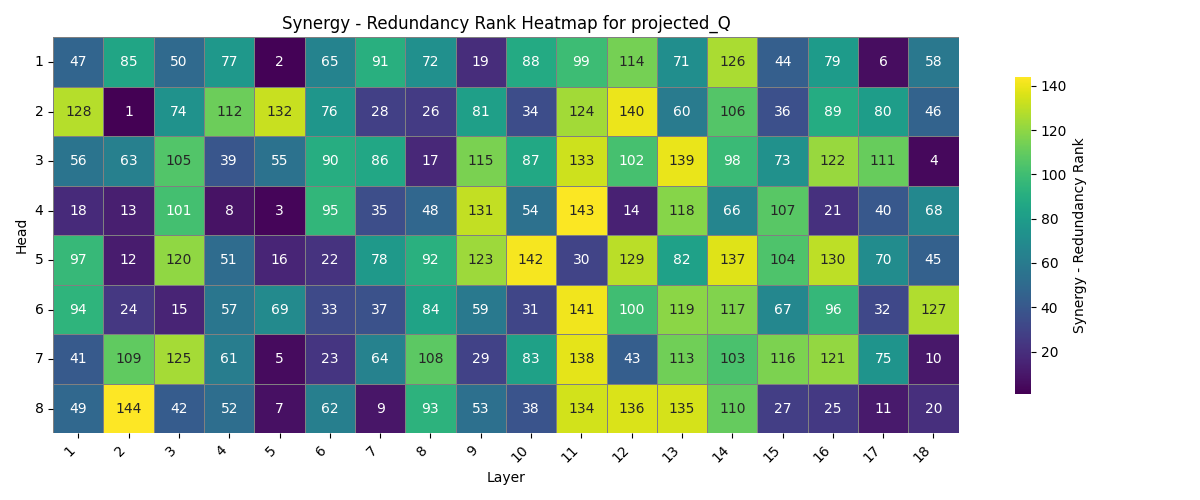 Synergy - Redundancy Rank Heatmap for projected_Q
1 47 85 50 77 2 65 91 72 19 88 99 114 71 126 44 79 6 58
2 128 1 74 112 132 76 28 26 81 34 124 140 60 106 36 89 80 46
3 56 63 105 39 55 90 86 17 115 87 133 102 139 98 73 122 111 4
4 18 13 101 8 3 95 35 48 131 54 143 14 118 66 107 21 40 68
5 97 12 120 51 16 22 78 92 123 142 30 129 82 137 104 130 70 45
6 94 24 15 57 69 33 37 84 59 31 141 100 119 117 67 96 32 127
7 41 109 125 61 5 23 64 108 29 83 138 43 113 103 116 121 75 10
8 49 144 42 52 7 62 9 93 53 38 134 136 135 110 27 25 11 20
1 2 3 4 5 6 7 8 9 10 11 12 13 14 15 16 17 18
Layer
Head
140
120
100
80
60
40
20
Synergy - Redundancy Rank